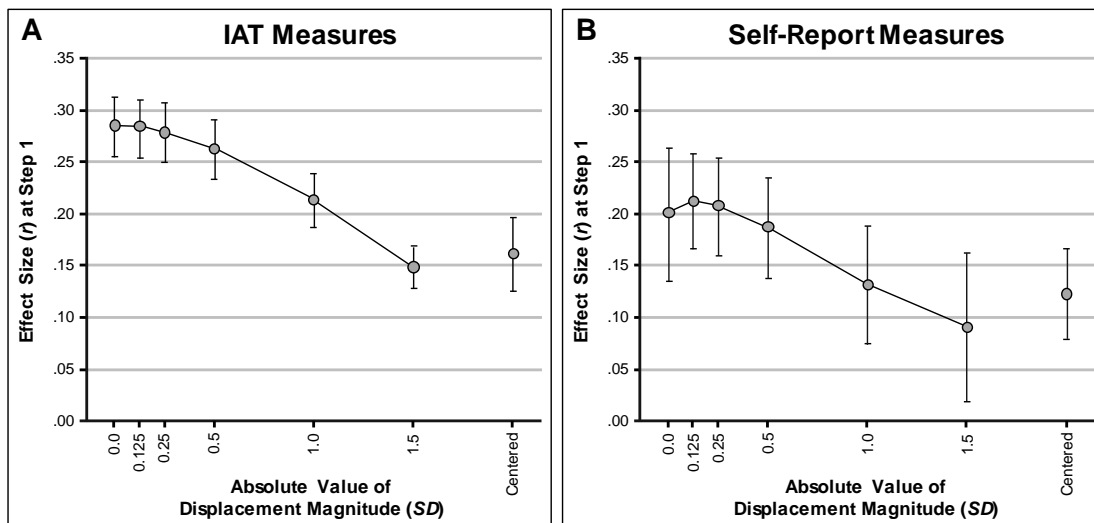 A
IAT Measures
Effect Size (r) at Step 1
.35
.30
.25
.20
.15
.10
.05
.00
0.0
0.125
0.25
0.5
1.0
1.5
Centered
Absolute Value of
Displacement Magnitude (SD)
B
Self-Report Measures
Effect Size (r) at Step 1
.35
.30
.25
.20
.15
.10
.05
.00
0.0
0.125
0.25
0.5
1.0
1.5
Centered
Absolute Value of
Displacement Magnitude (SD)